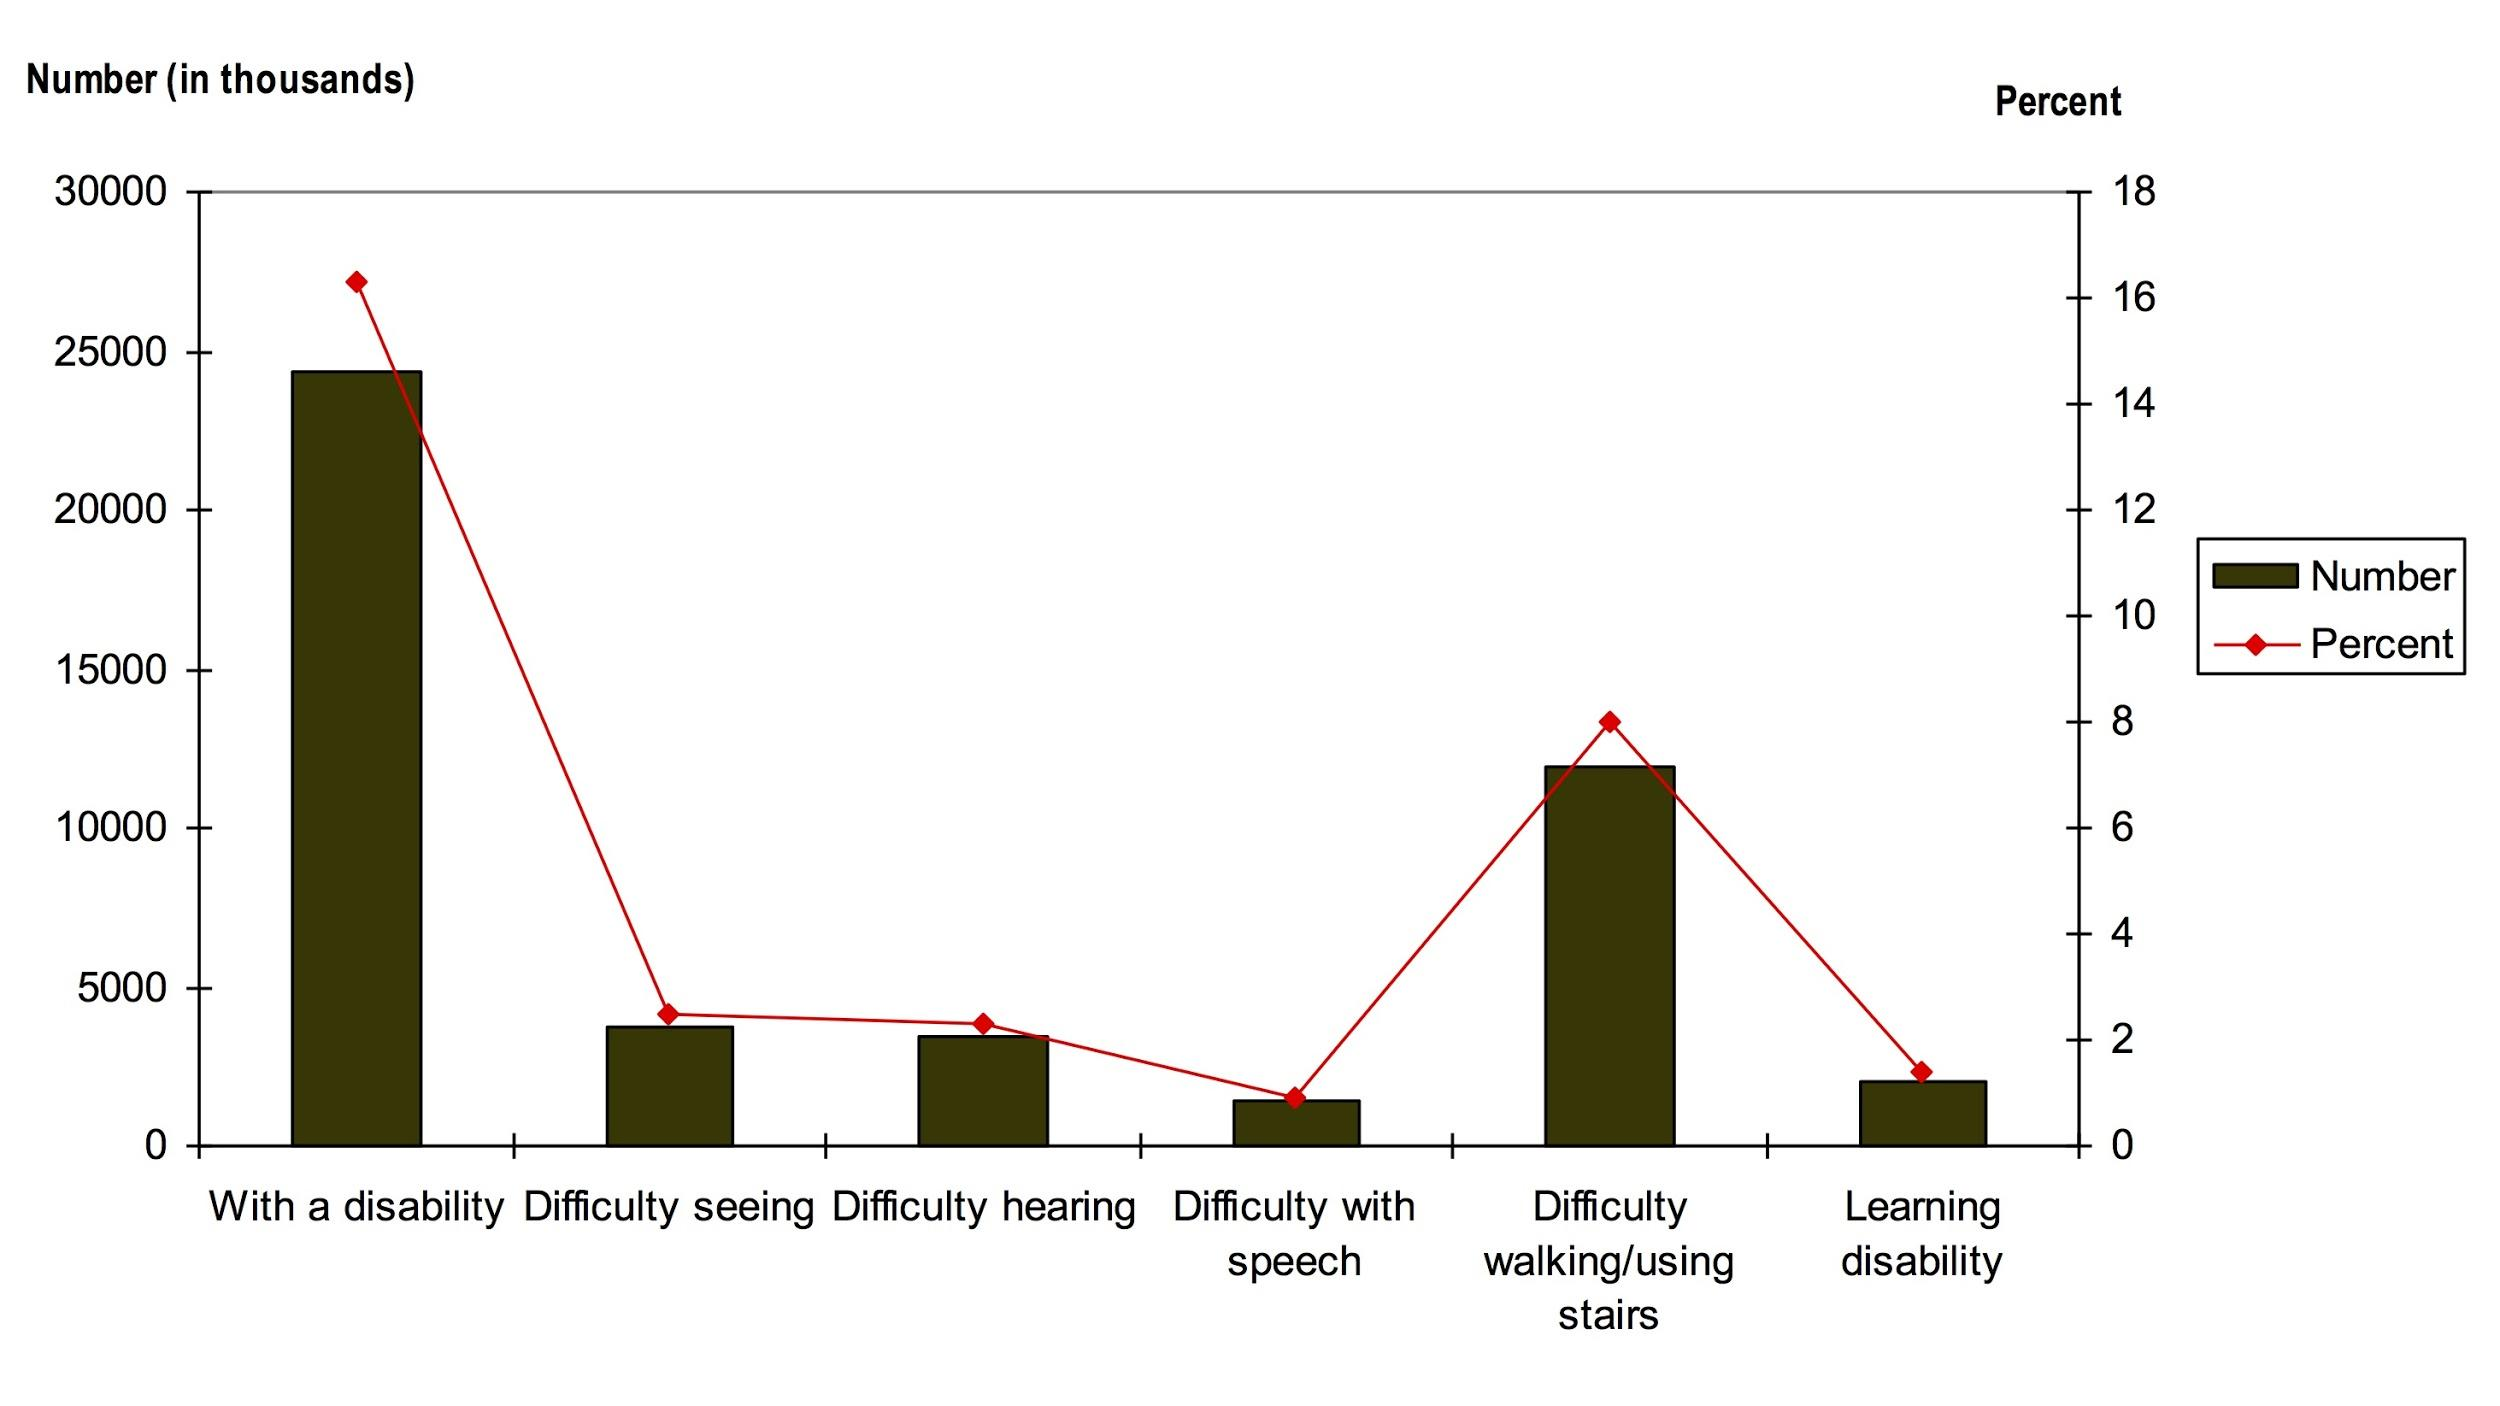 Number (in thousands)
Percent
30000
25000
20000
15000
10000
5000
0
18
16
14
12
10
8
6
4
2
0
Number
Percent
With a disability
Difficulty seeing
Difficulty hearing
Difficulty with
speech
Difficulty
walking/using
stairs
Learning
disability